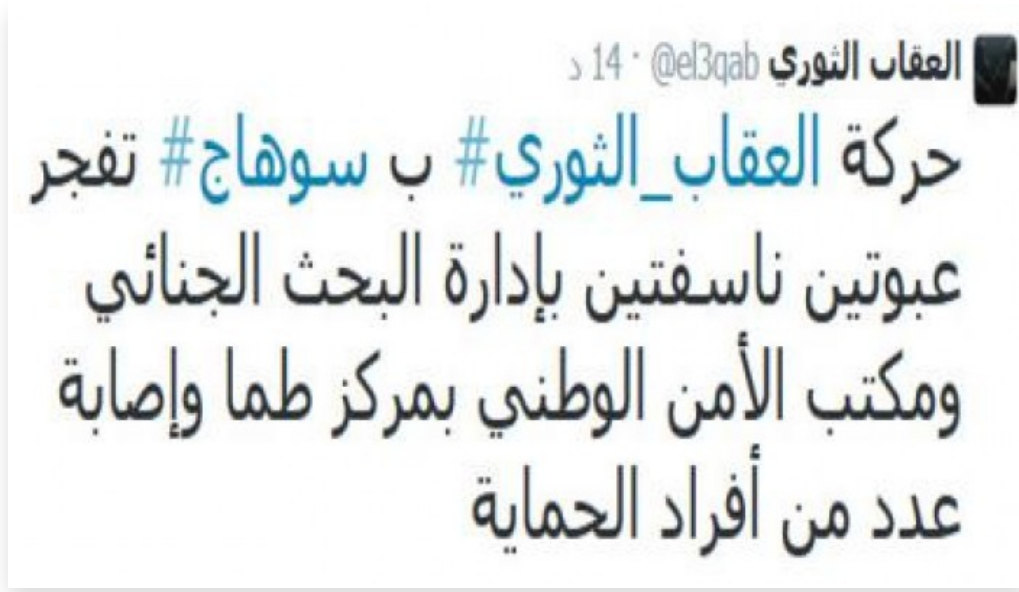 العقاب الثوري @el3qab · 14 د
حركة #العقاب_الثوري ب #سوهاج تفجر
عبوتين ناسفتين بإدارة البحث الجنائي
ومكتب الأمن الوطني بمركز طما وإصابة
عدد من أفراد الحماية